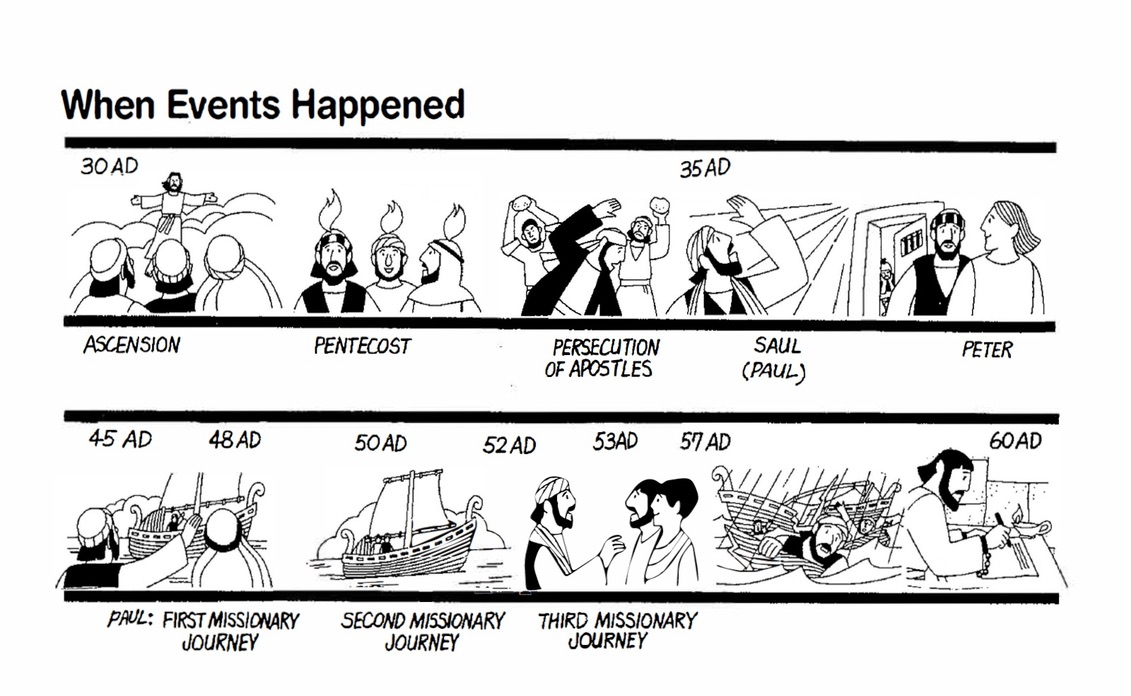 When Events Happened
30 AD 35 AD
ASCENSION PENTECOST PERSECUTION OF APOSTLES SAUL (PAUL) PETER
45 AD 48 AD 50 AD 52 AD 53AD 57 AD 60 AD
PAUL: FIRST MISSIONARY JOURNEY SECOND MISSIONARY JOURNEY THIRD MISSIONARY JOURNEY